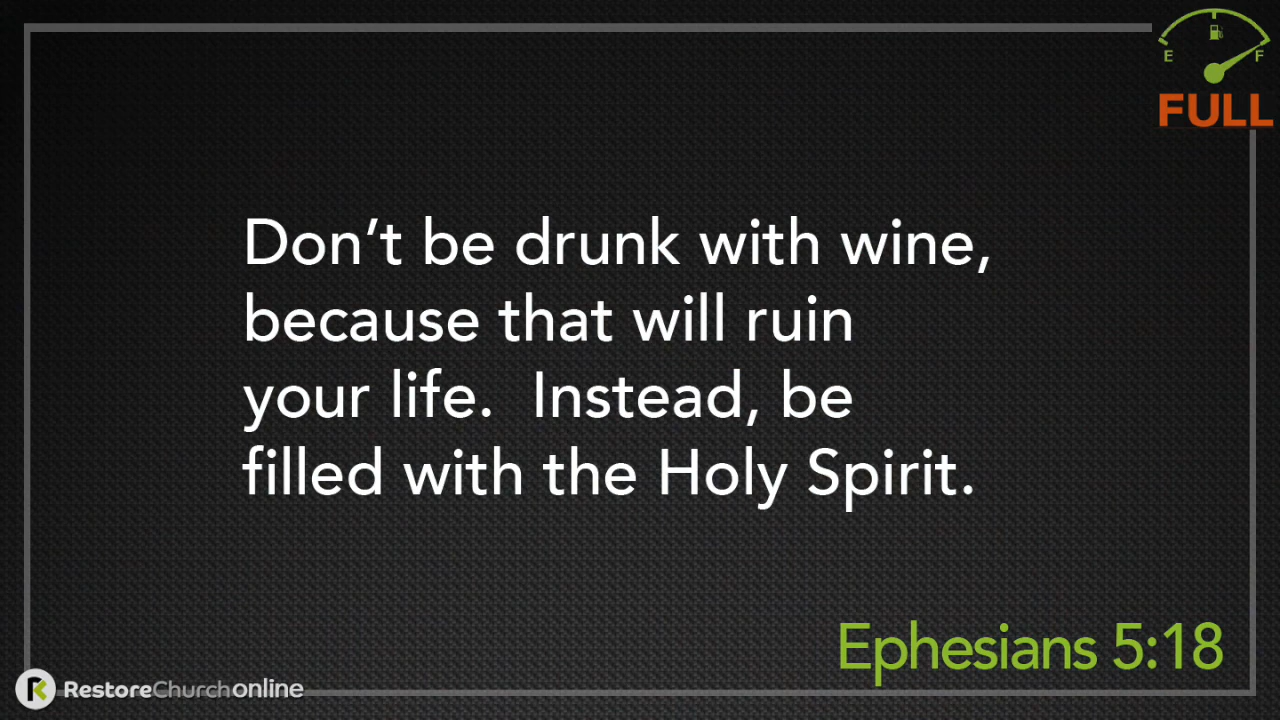 E F
FULL
Don’t be drunk with wine,
because that will ruin
your life.  Instead, be
filled with the Holy Spirit.
Ephesians 5:18
RestoreChurchonline